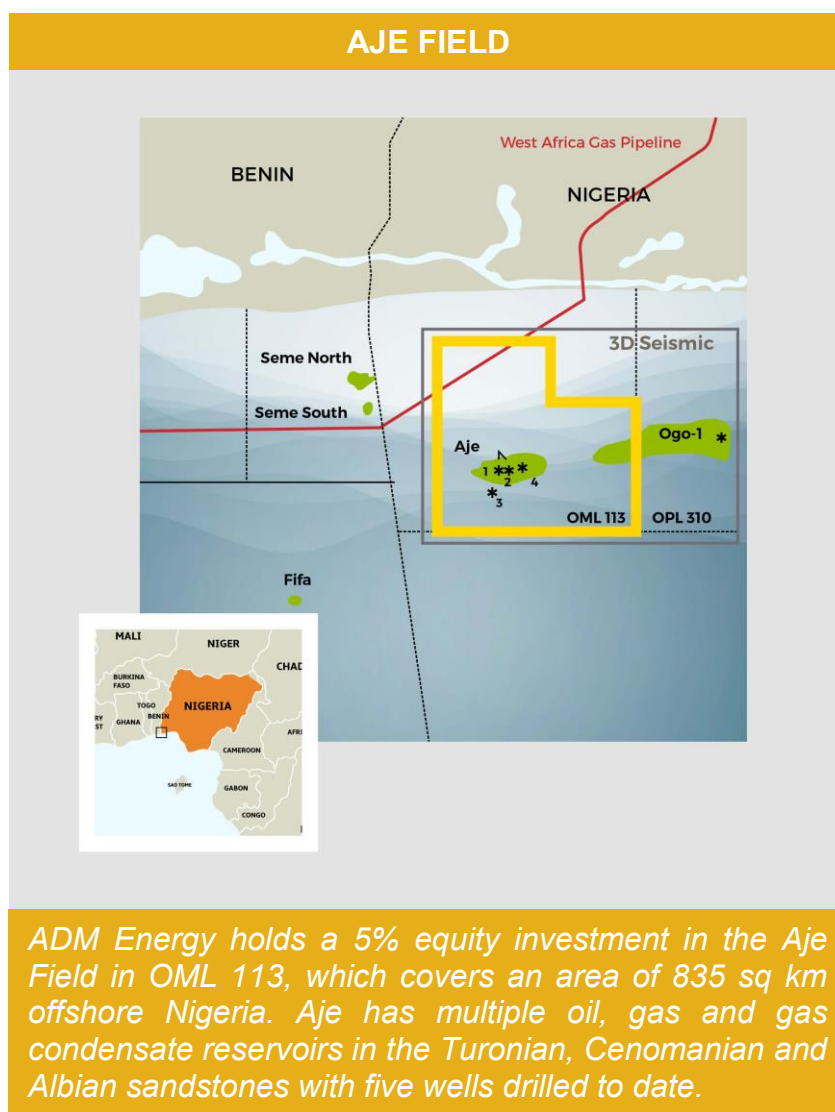 AJE FIELD
West Africa Gas Pipeline
BENIN
NIGERIA
3D Seismic
Seme North
Seme South
Ogo-1
Aje
1
2
4
3
OML 113
OPL 310
Fifa
MALI
NIGER
CHAD
BURKINA
FASO
NIGERIA
TOGO
BENIN
GHANA
RY
ST
AFRI
CAMEROON
SAO TOME
GABON
CONGO
ADM Energy holds a 5% equity investment in the Aje
Field in OML 113, which covers an area of 835 sq km
offshore Nigeria. Aje has multiple oil, gas and gas
condensate reservoirs in the Turonian, Cenomanian and
Albian sandstones with five wells drilled to date.